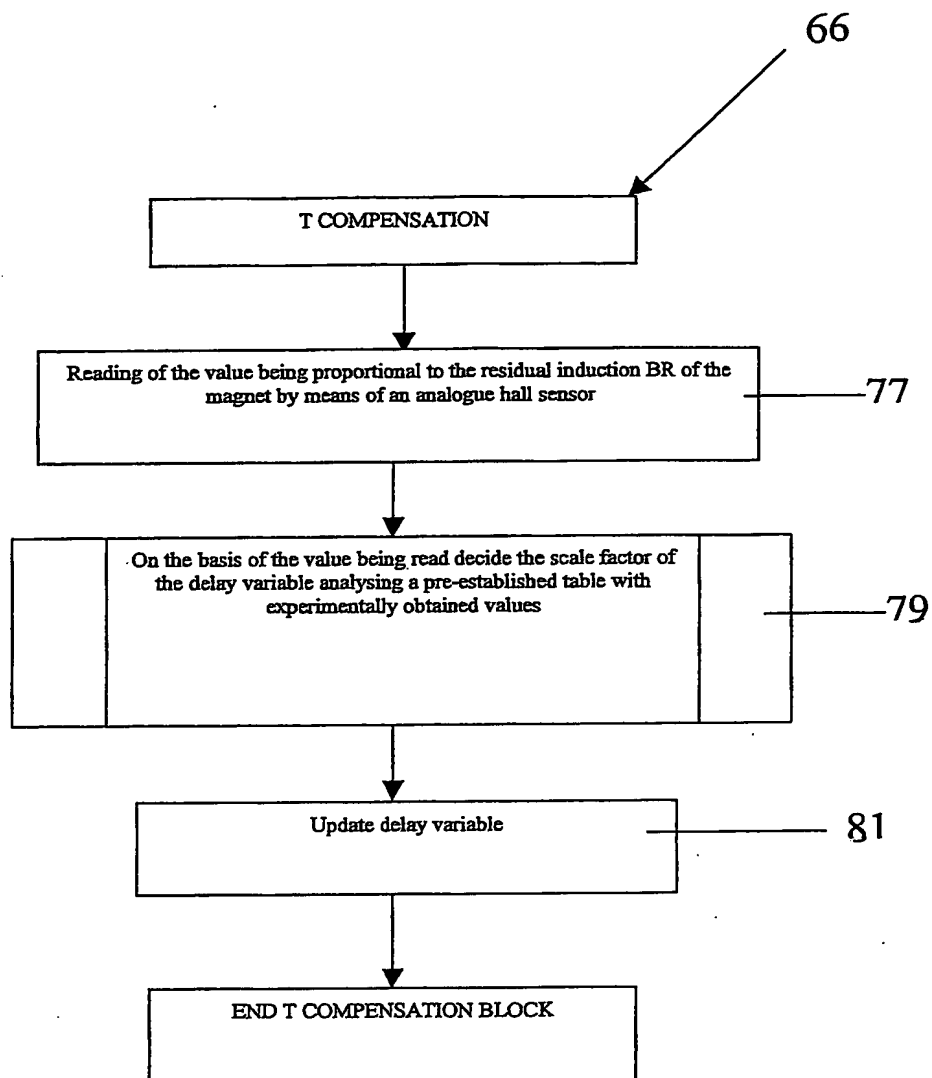 66
T COMPENSATION
Reading of the value being proportional to the residual induction BR of the
magnet by means of an analogue hall sensor
77
On the basis of the value being read decide the scale factor of
the delay variable analysing a pre-established table with
experimentally obtained values
79
Update delay variable
81
END T COMPENSATION BLOCK